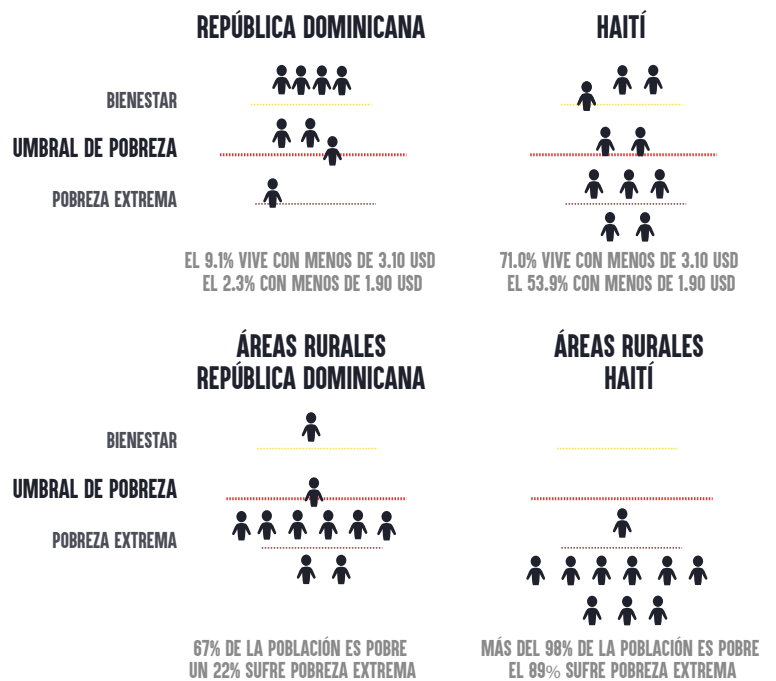 REPÚBLICA DOMINICANA
HAITÍ
BIENESTAR
UMBRAL DE POBREZA
POBREZA EXTREMA
EL 9.1% VIVE CON MENOS DE 3.10 USD
EL 2.3% CON MENOS DE 1.90 USD
71.0% VIVE CON MENOS DE 3.10 USD
EL 53.9% CON MENOS DE 1.90 USD
ÁREAS RURALES
REPÚBLICA DOMINICANA
ÁREAS RURALES
HAITÍ
BIENESTAR
UMBRAL DE POBREZA
POBREZA EXTREMA
67% DE LA POBLACIÓN ES POBRE
UN 22% SUFRE POBREZA EXTREMA
MÁS DEL 98% DE LA POBLACIÓN ES POBRE
EL 89% SUFRE POBREZA EXTREMA